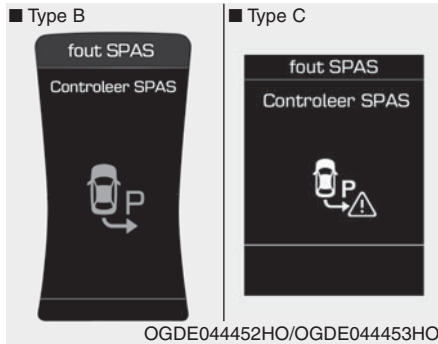 ■ Type B
fout SPAS
Controleer SPAS
P
■ Type C
fout SPAS
Controleer SPAS
P
OGDE044452HO/OGDE044453HO